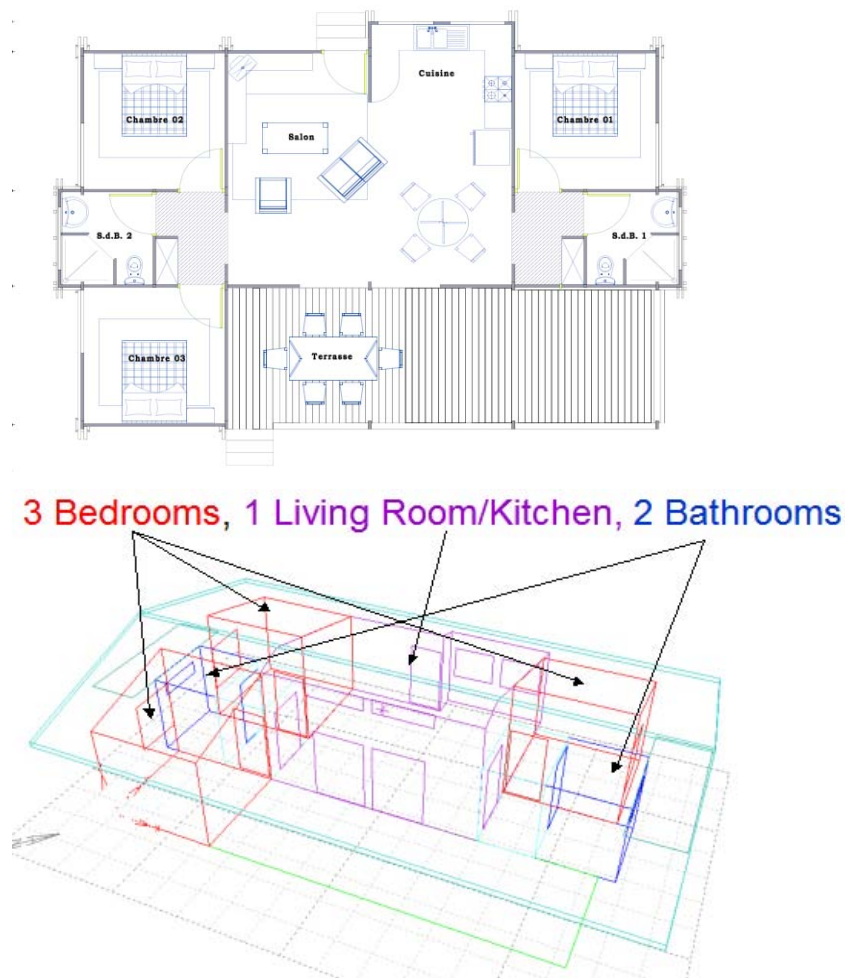 Cuisine
Chambre 02
Chambre 01
Salon
S.d.B. 2
S.d.B. 1
Chambre 03
Terrasse
3 Bedrooms, 1 Living Room/Kitchen, 2 Bathrooms